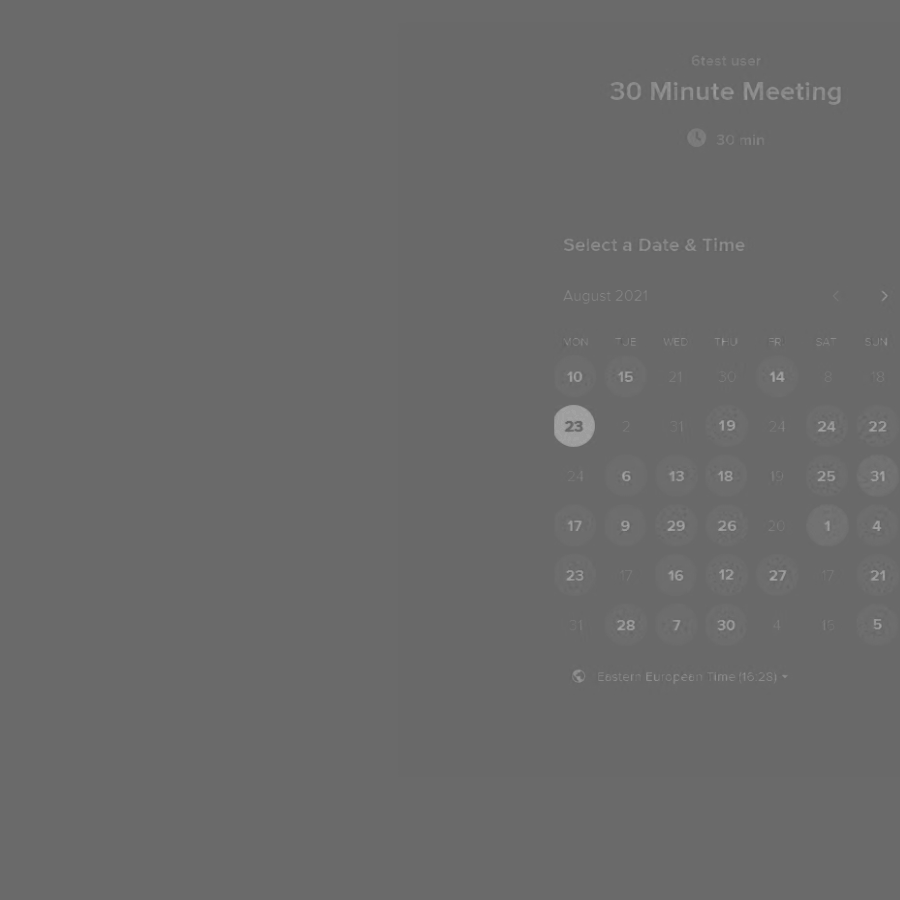 6test user
30 Minute Meeting
30 min
Select a Date & Time
August 2021
MON TUE WED THU FRI SAT SUN
10 15 21 30 14 8 18
23 2 31 19 24 24 22
24 6 13 18 19 25 31
17 9 29 26 20 1 4
23 17 16 12 27 17 21
31 28 7 30 4 15 5
Eastern European Time (16:28)